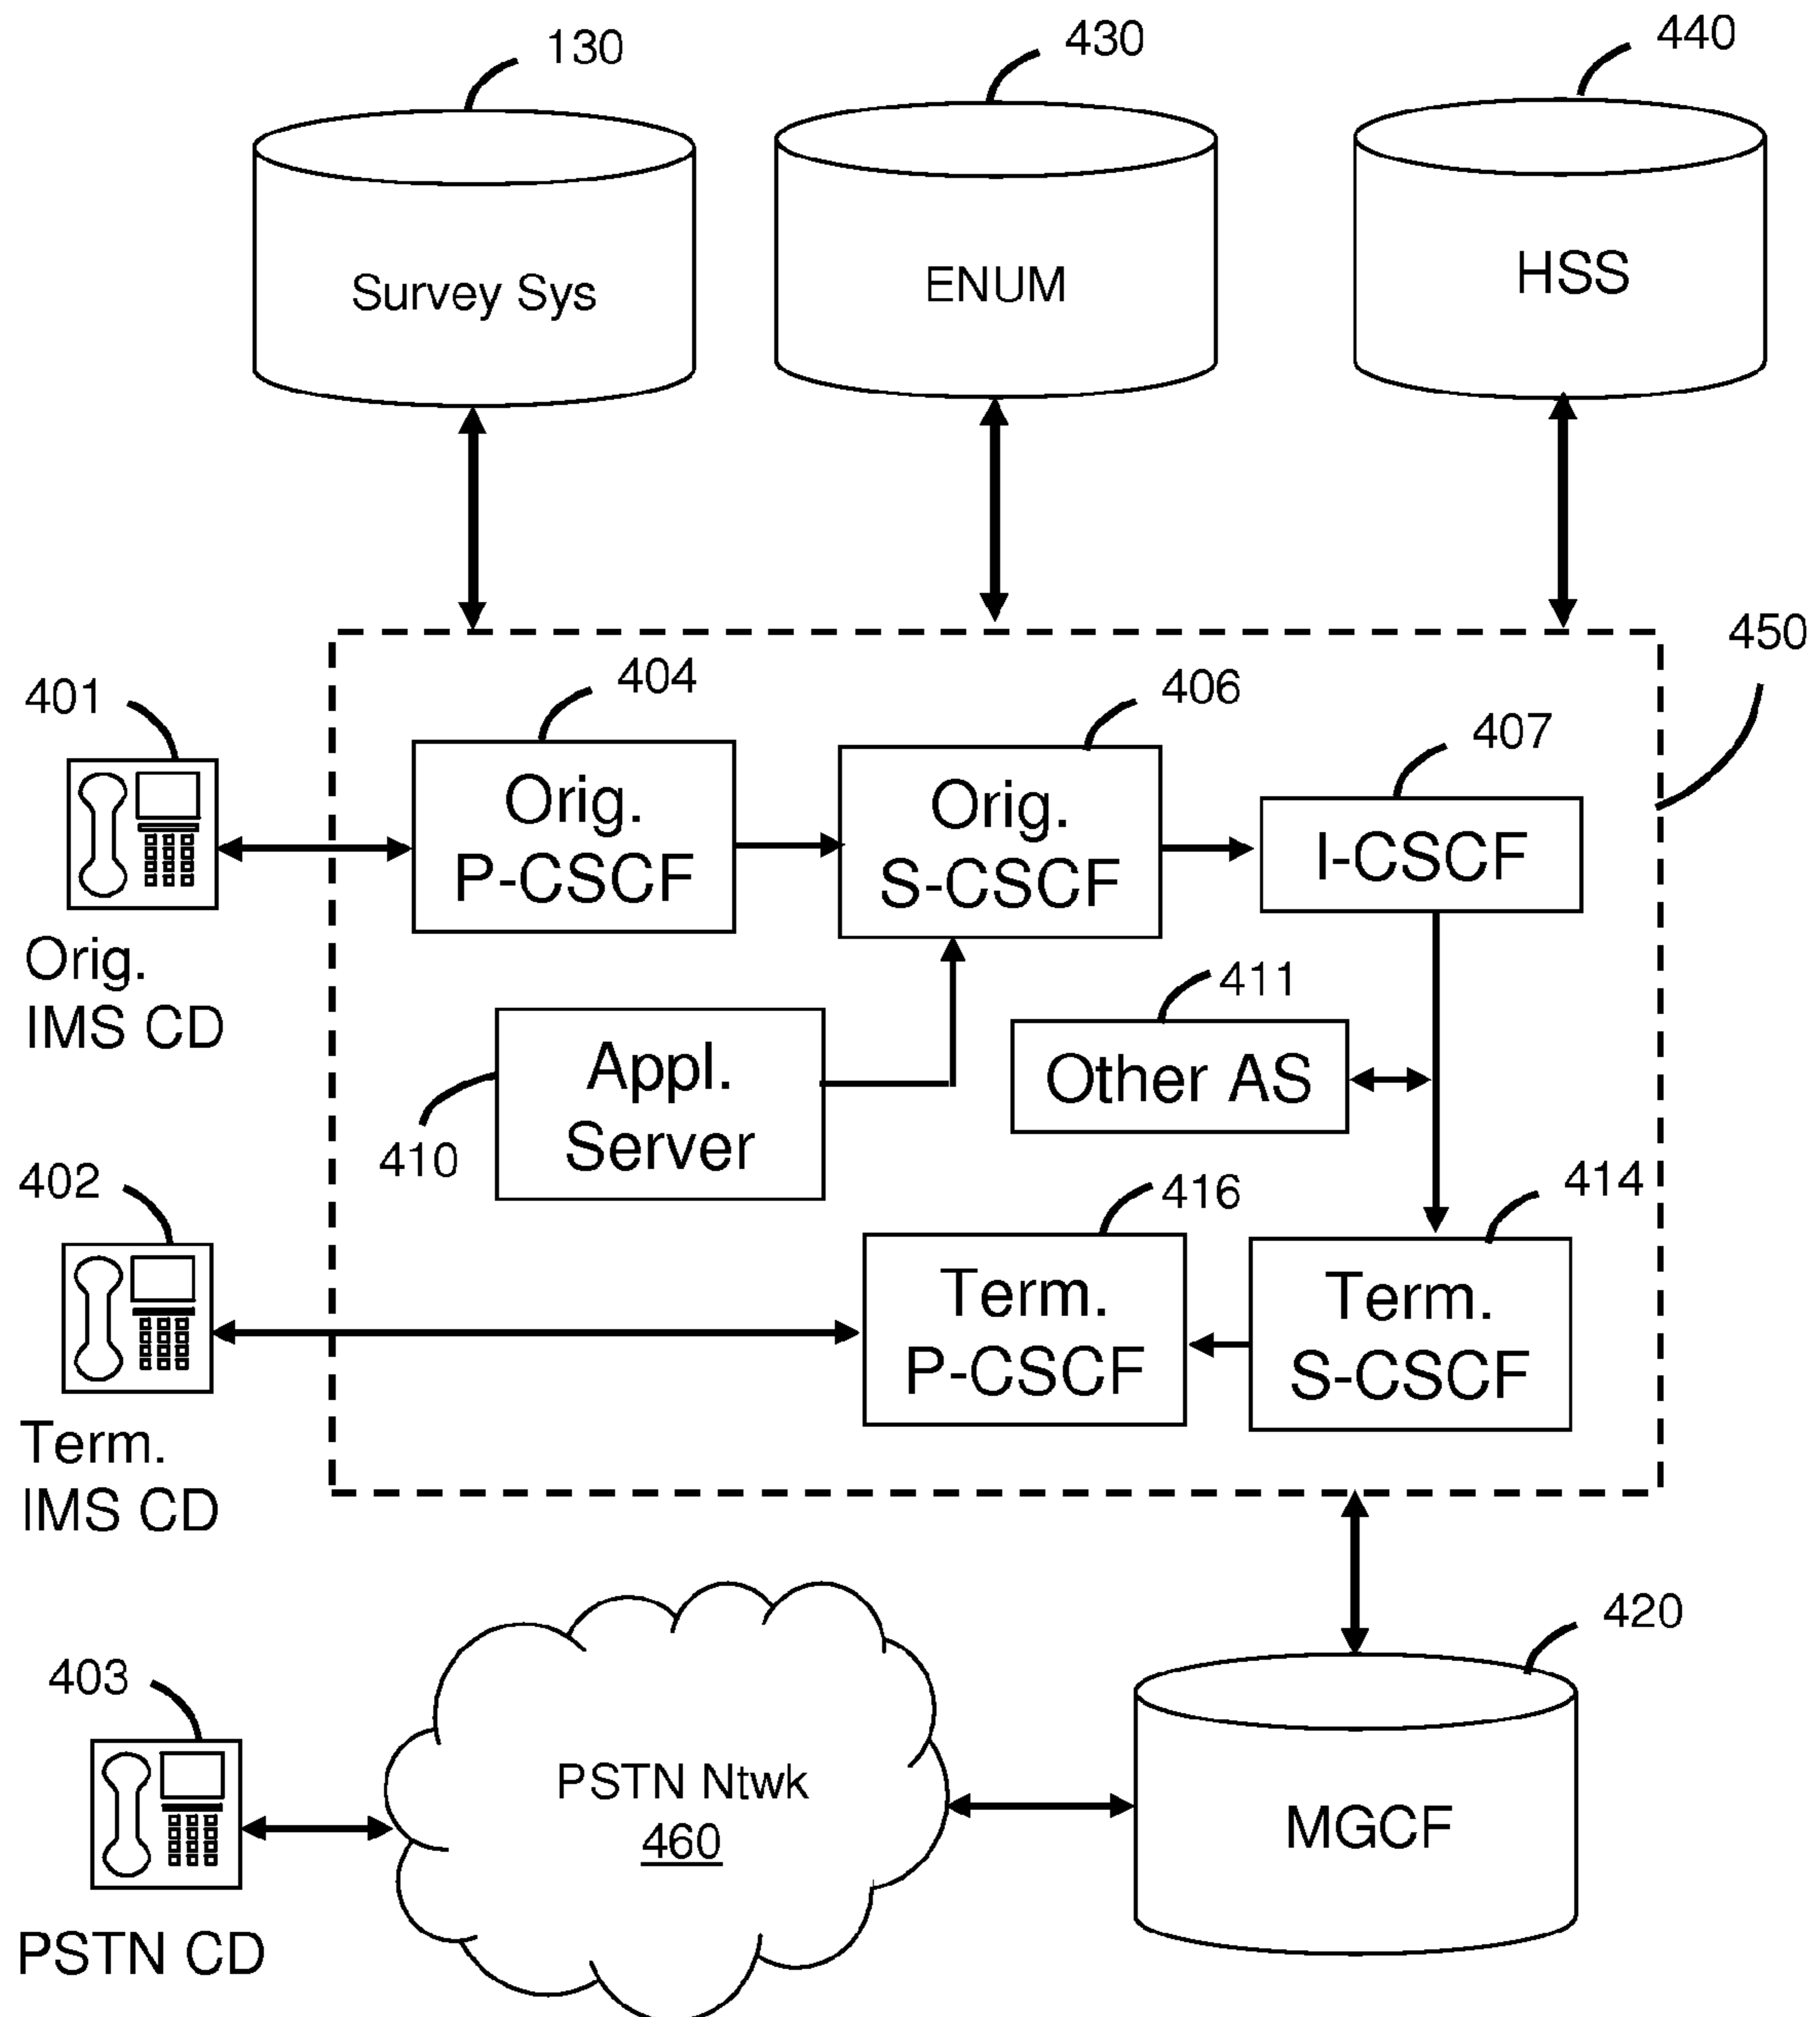 130
430
440
Survey Sys
ENUM
HSS
450
401
404
406
407
Orig.
P-CSCF
Orig.
S-CSCF
I-CSCF
Orig.
IMS CD
411
Appl.
Server
Other AS
410
402
416
414
Term.
P-CSCF
Term.
S-CSCF
Term.
IMS CD
420
403
PSTN Ntwk
460
MGCF
PSTN CD